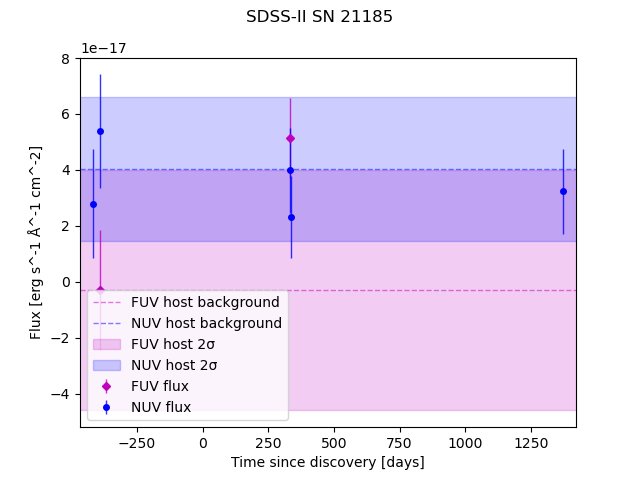 SDSS-II SN 21185
1e−17
8
6
4
2
0
−2
−4
Flux [erg s^-1 Å^-1 cm^-2]
FUV host background
NUV host background
FUV host 2σ
NUV host 2σ
FUV flux
NUV flux
−250 0 250 500 750 1000 1250
Time since discovery [days]